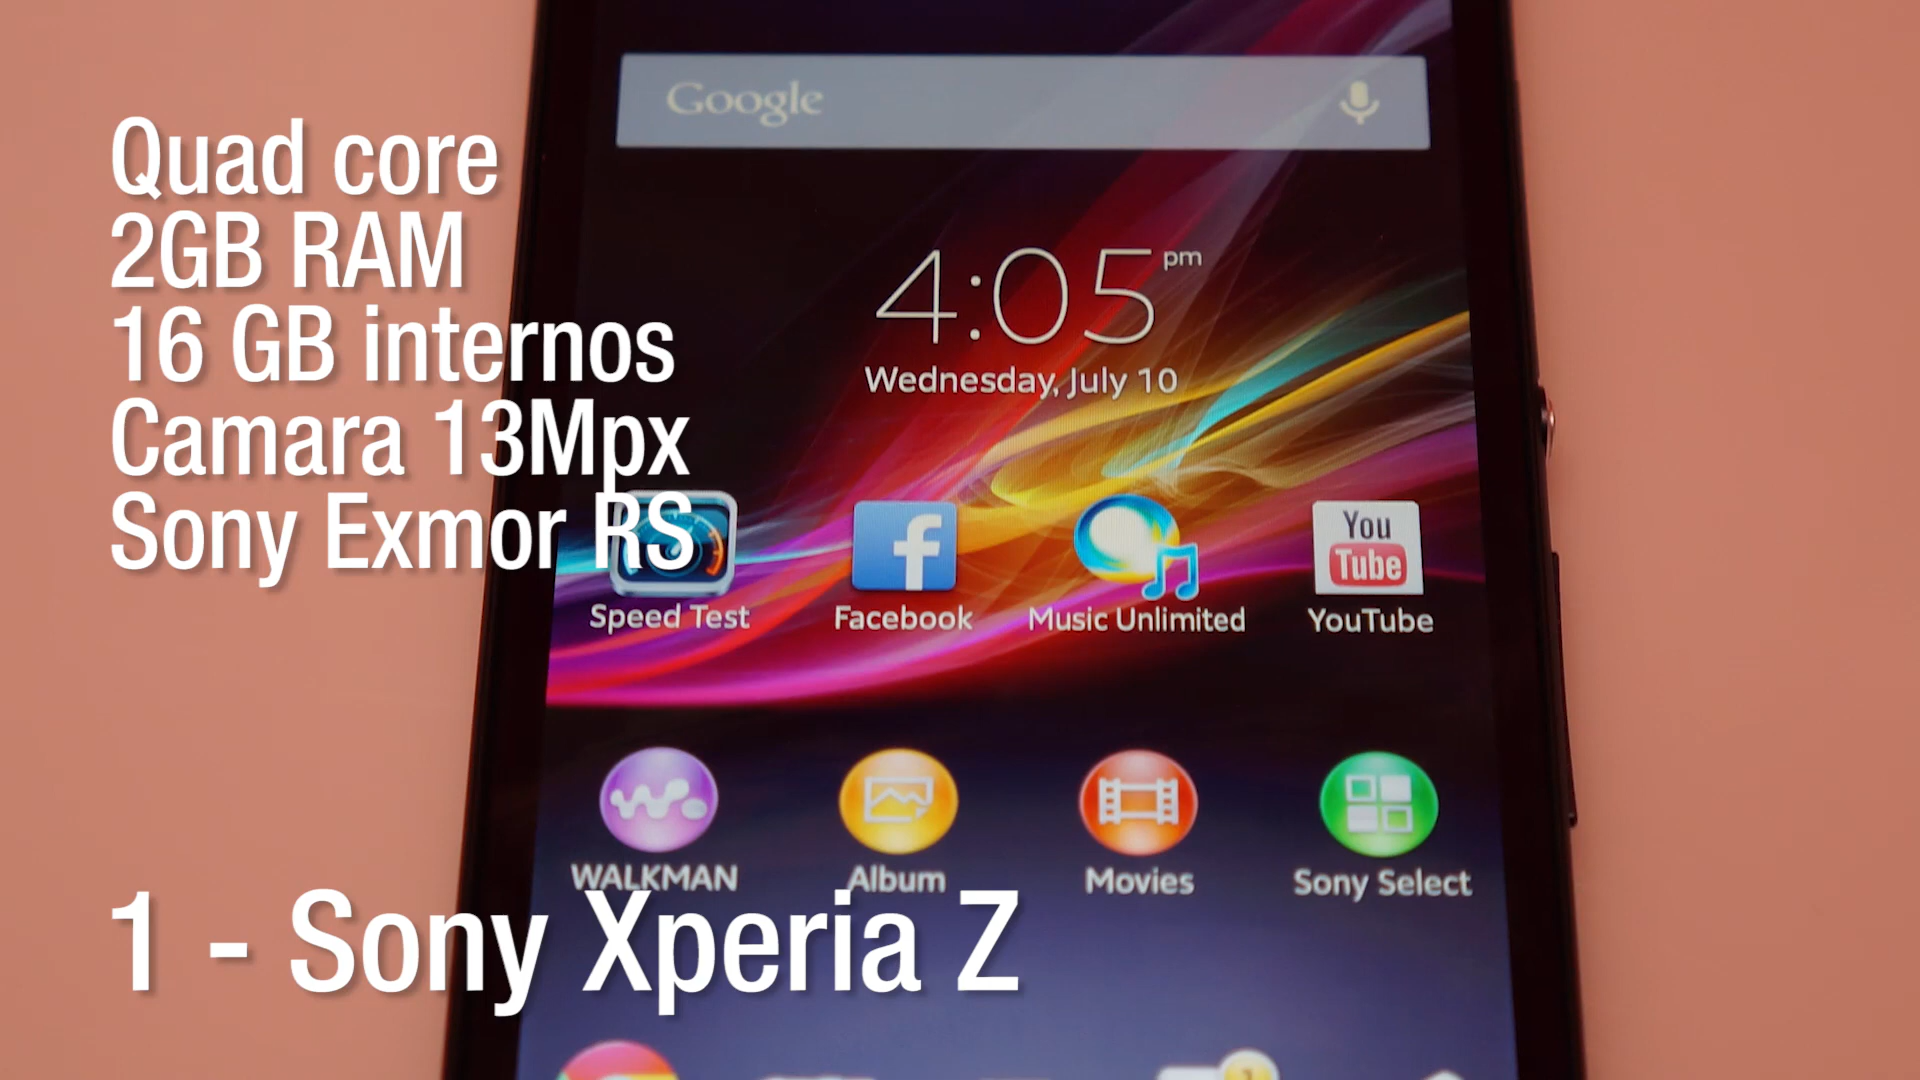 Quad core
2GB RAM
16 GB internos
Camara 13Mpx
Sony Exmor RS
Google
4:05 pm
Wednesday, July 10
You
Tube
Speed Test
Facebook
Music Unlimited
YouTube
WALKMAN
Album
Movies
Sony Select
1 - Sony Xperia Z